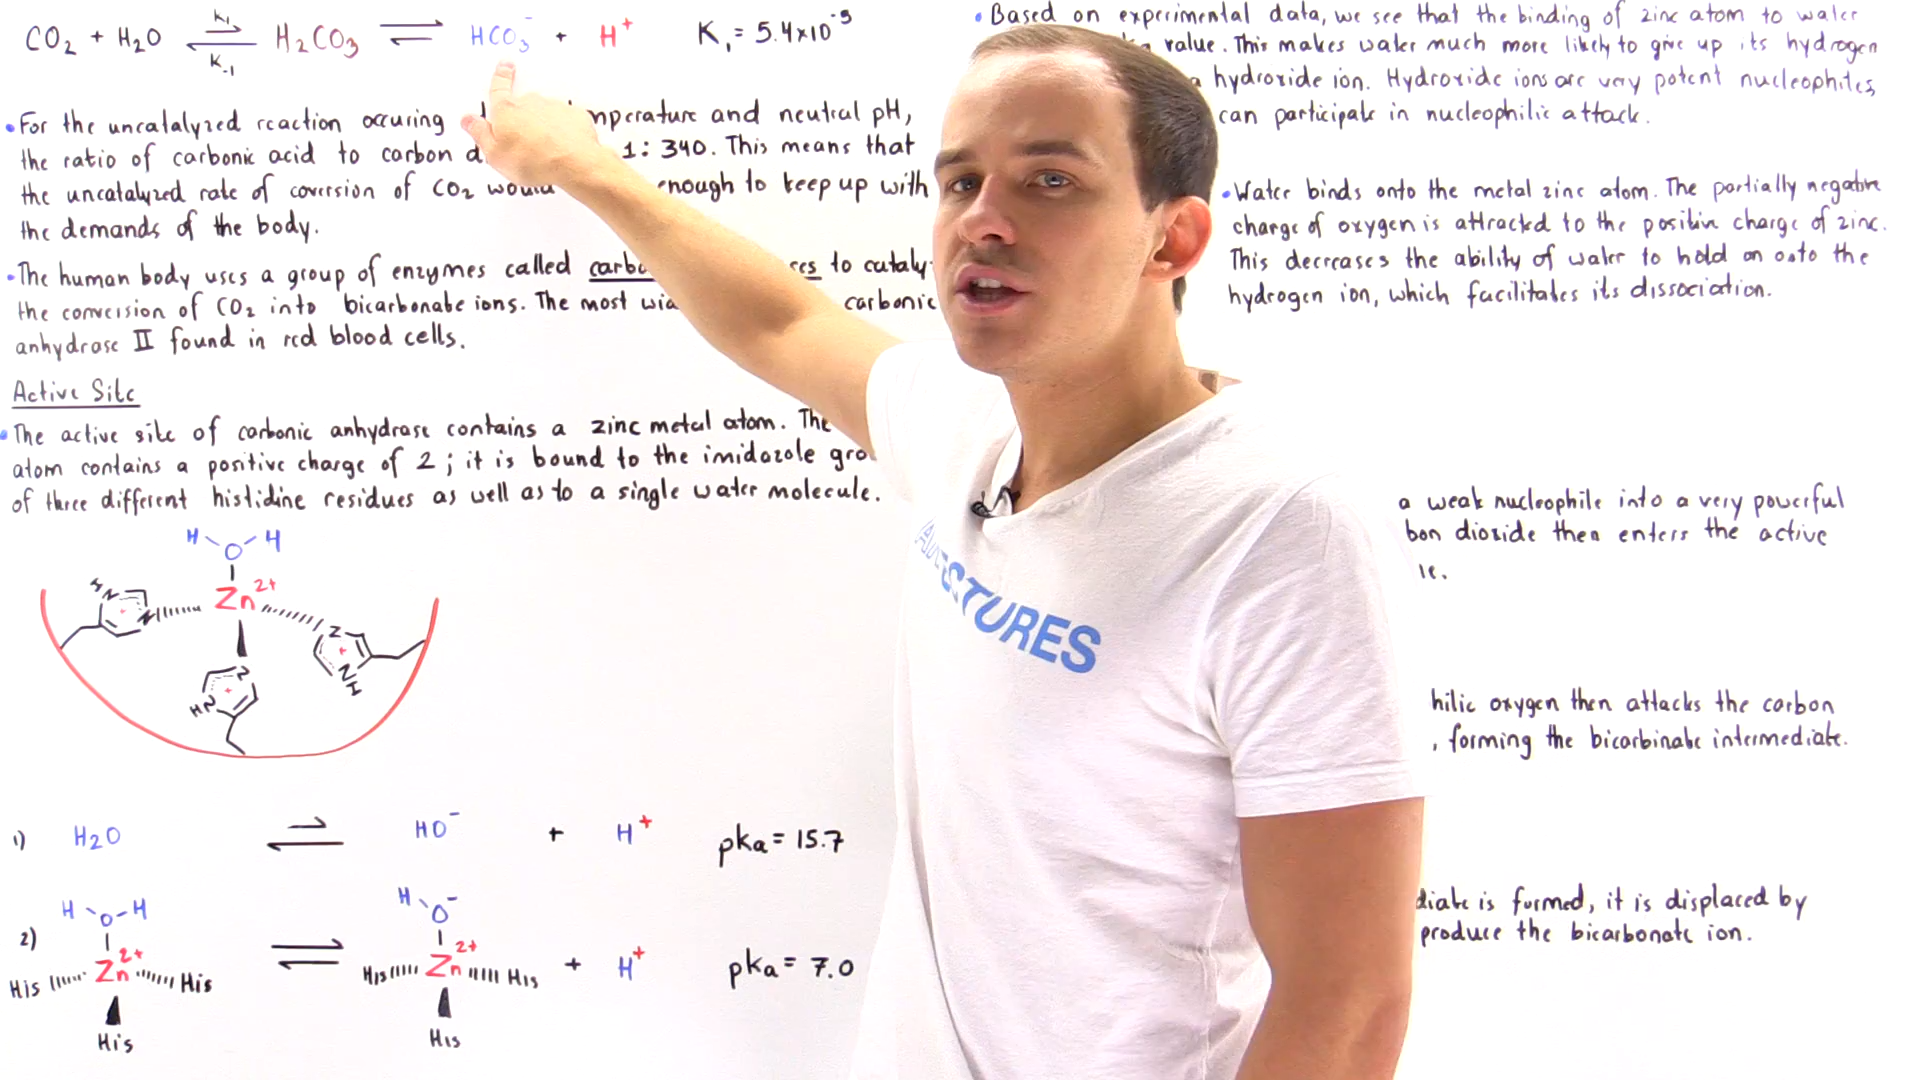 CO2 + H2O k1 k-1 H2CO3 HCO3- + H+ K1 = 5.4x10-5
• For the uncatalyzed reaction occuring nperature and neutral pH,
the ratio of carbonic acid to carbon d 1:340. This means that
the uncatalyzed rate of coversion of CO2 would enough to keep up with
the demands of the body.
• The human body uses a group of enzymes called carbo ses to cataly-
the conversion of CO2 into bicarbonate ions. The most wid carbonic
anhydrase II found in red blood cells.
Active Site
• The active site of carbonic anhydrase contains a zinc metal atom. The
atom contains a positive charge of 2; it is bound to the imidazole gro
of three different histidine residues as well as to a single water molecule.
H O H
Zn2+
N N
N N H
N HN
1) H2O HO- + H+ pka = 15.7
2) H O H Zn2+ His His His
H O- Zn2+ His His His + H+ pka = 7.0
• Based on experimental data, we see that the binding of zinc atom to water
value. This makes water much more likely to give up its hydrogen
a hydroxide ion. Hydroxide ions are very potent nucleophiles,
can participate in nucleophilic attack.
• Water binds onto the metal zinc atom. The partially negative
charge of oxygen is attracted to the positive charge of zinc.
This decreases the ability of water to hold on onto the
hydrogen ion, which facilitates its dissociation.
a weak nucleophile into a very powerful
bon dioxide then enters the active
le.
hilic oxygen then attacks the carbon
, forming the bicarbinate intermediate.
diate is formed, it is displaced by
produce the bicarbonate ion.
STURES